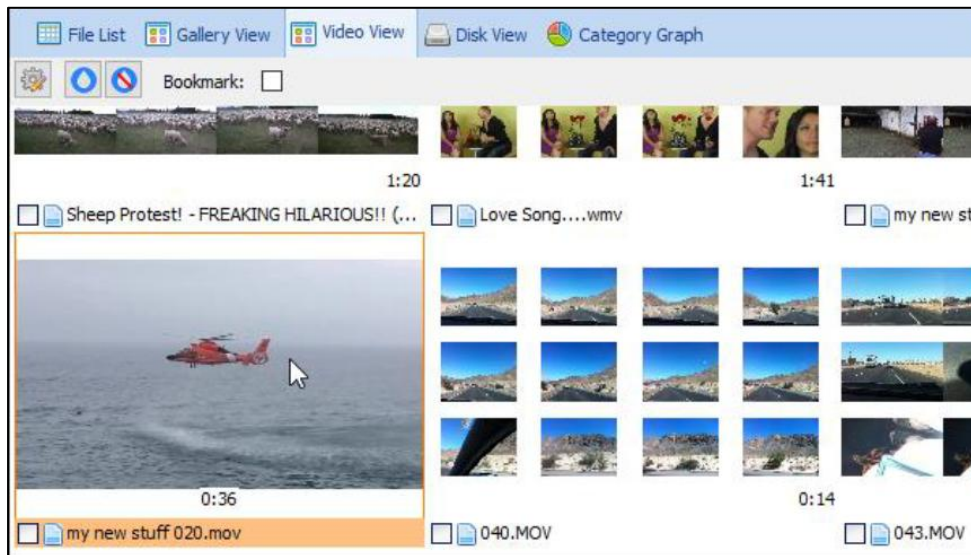 File List Gallery View Video View Disk View Category Graph
Bookmark:
1:20 1:41
Sheep Protest! - FREAKING HILARIOUS!! (... Love Song....wmv my new st
0:36 0:14
my new stuff 020.mov 040.MOV 043.MOV